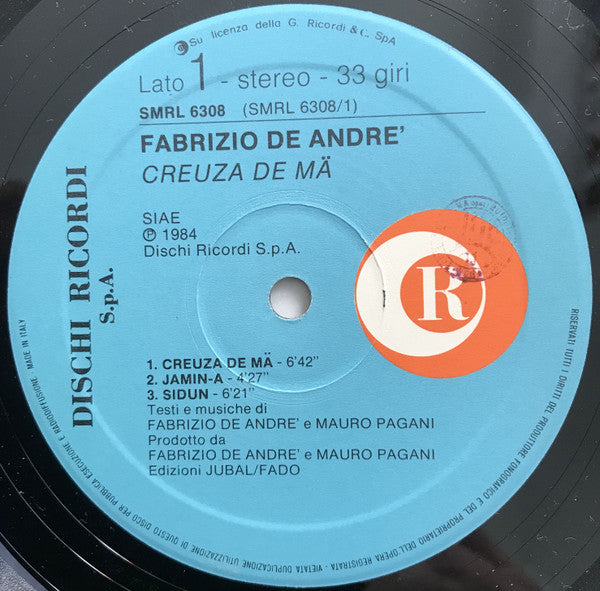 Su licenza della G. Ricordi & C. SpA
Lato 1 - stereo - 33 giri
SMRL 6308 (SMRL 6308/1)
FABRIZIO DE ANDRE'
CREUZA DE MÄ
SIAE
Ⓟ 1984
Dischi Ricordi S.p.A.
DISCHI RICORDI
S.p.A.
R
1. CREUZA DE MÄ - 6'42"
2. JAMIN-A - 4'27"
3. SIDUN - 6'21"
Testi e musiche di
FABRIZIO DE ANDRE' e MAURO PAGANI
Prodotto da
FABRIZIO DE ANDRE' e MAURO PAGANI
Edizioni JUBAL/FADO
RISERVATI TUTTI I DIRITTI DEL PRODUTTORE FONOGRAFICO E DEL PROPRIETARIO DELL'OPERA REGISTRATA - VIETATA DUPLICAZIONE UTILIZZAZIONE DI QUESTO DISCO PER PUBBLICA ESECUZIONE E RADIODIFFUSIONE. MADE IN ITALY